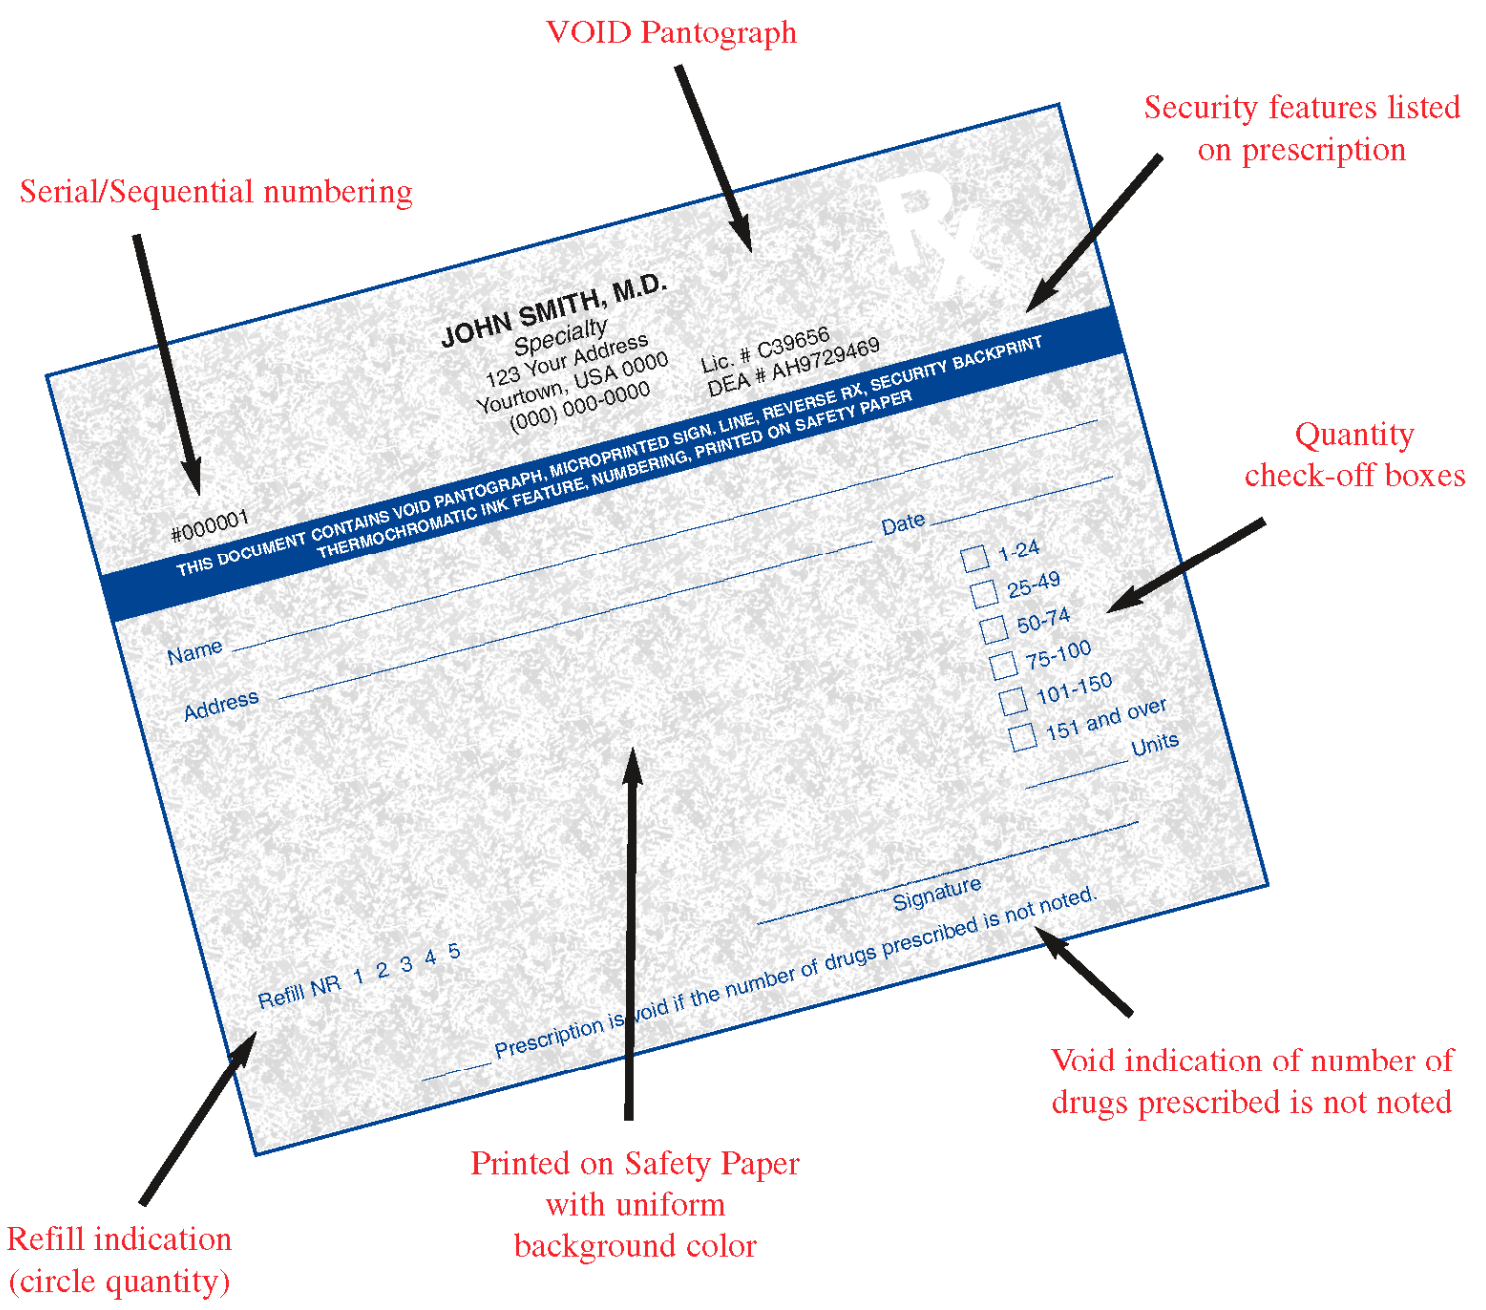 VOID Pantograph
Security features listed
on prescription
Serial/Sequential numbering
Rx
JOHN SMITH, M.D.
Specialty
123 Your Address
Yourtown, USA 0000
(000) 000-0000
Lic. # C39656
DEA # AH9729469
#000001
THIS DOCUMENT CONTAINS VOID PANTOGRAPH, MICROPRINTED SIGN. LINE, REVERSE RX, SECURITY BACKPRINT
THERMOCHROMATIC INK FEATURE, NUMBERING, PRINTED ON SAFETY PAPER
Quantity
check-off boxes
Name
Address
Date
1-24
25-49
50-74
75-100
101-150
151 and over
Units
Signature
Refill NR 1 2 3 4 5
Prescription is void if the number of drugs prescribed is not noted.
Void indication of number of
drugs prescribed is not noted
Printed on Safety Paper
with uniform
background color
Refill indication
(circle quantity)